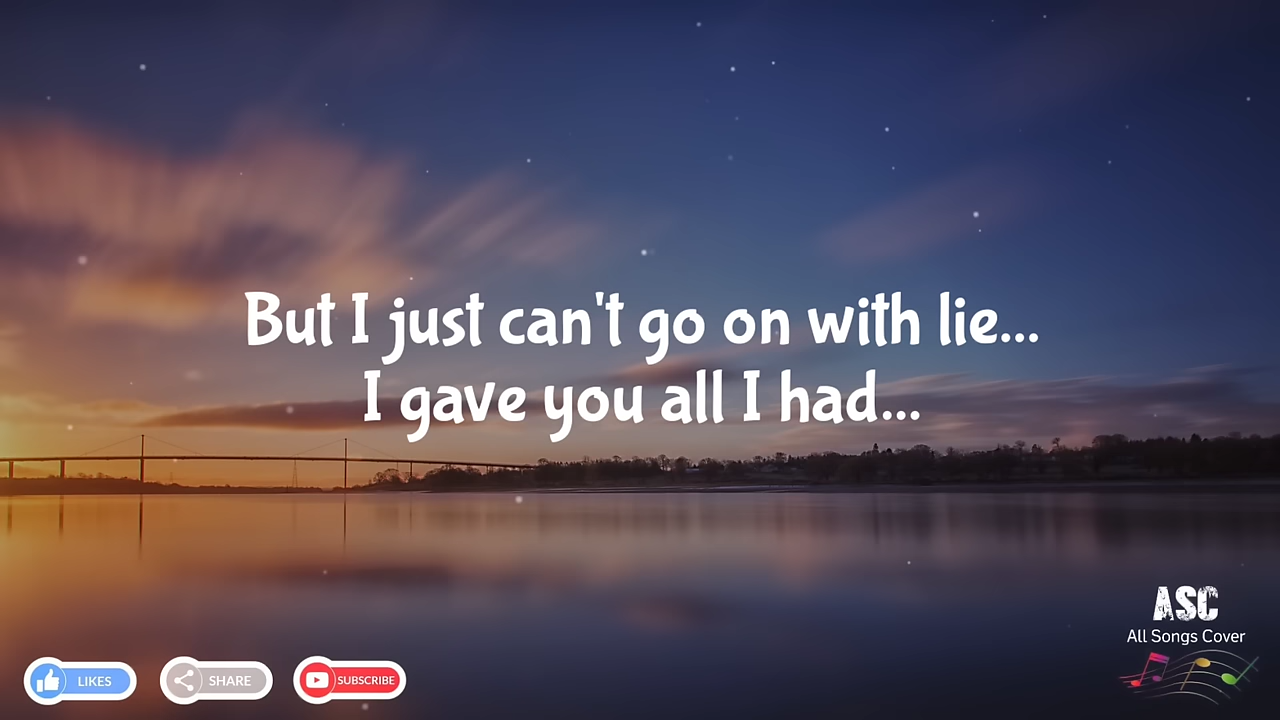 But I just can't go on with lie...
I gave you all I had...
ASC
All Songs Cover
LIKES
SHARE
SUBSCRIBE